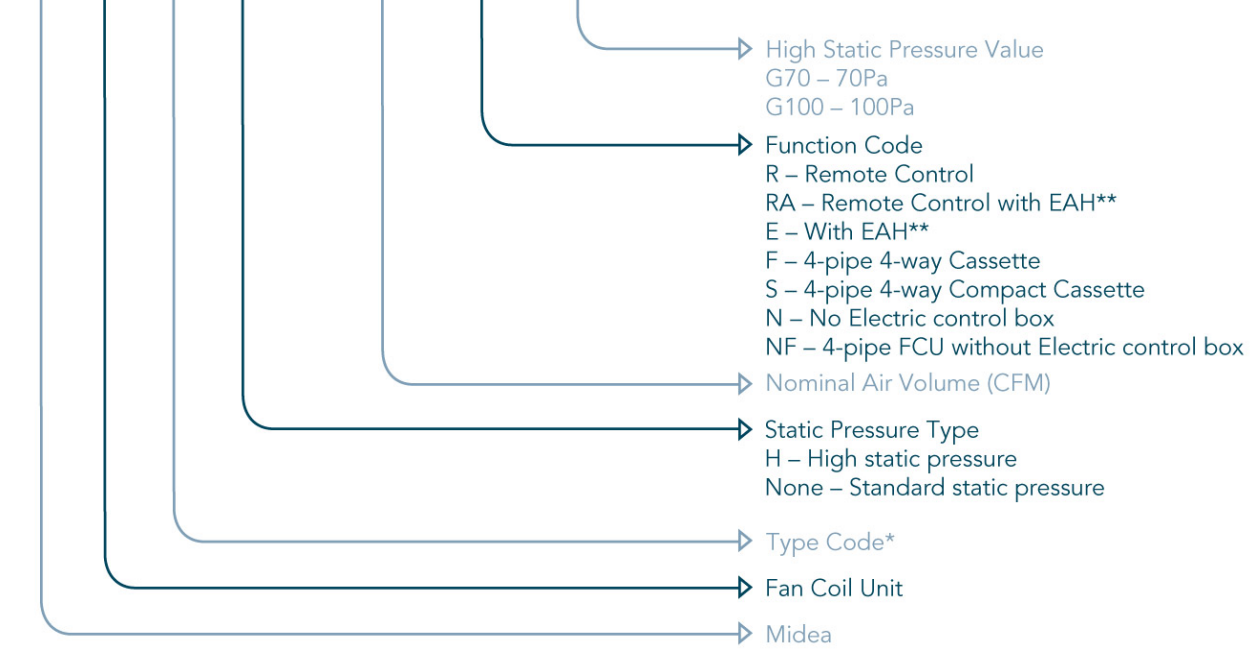 High Static Pressure Value
G70 – 70Pa
G100 – 100Pa
Function Code
R – Remote Control
RA – Remote Control with EAH**
E – With EAH**
F – 4-pipe 4-way Cassette
S – 4-pipe 4-way Compact Cassette
N – No Electric control box
NF – 4-pipe FCU without Electric control box
Nominal Air Volume (CFM)
Static Pressure Type
H – High static pressure
None – Standard static pressure
Type Code*
Fan Coil Unit
Midea